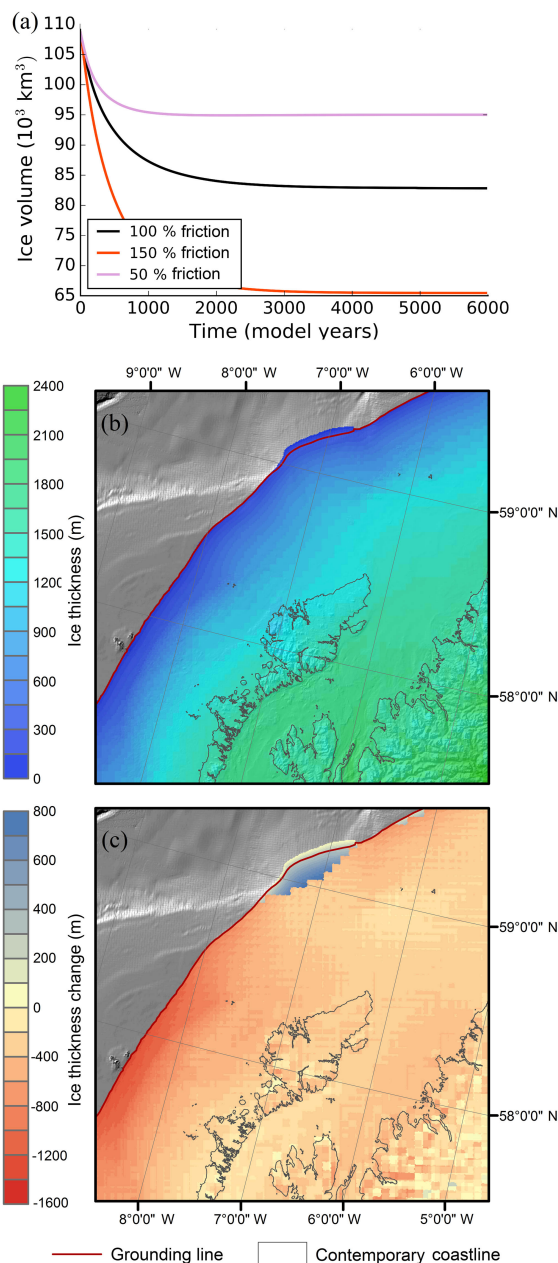 (a)
110
105
100
95
90
85
80
75
70
65
Ice volume (10³ km³)
100 % friction
150 % friction
50 % friction
0 1000 2000 3000 4000 5000 6000
Time (model years)
9°0'0" W 8°0'0" W 7°0'0" W 6°0'0" W
(b)
2400
2100
1800
1500
1200
900
600
300
0
Ice thickness (m)
59°0'0" N
58°0'0" N
(c)
800
600
400
200
0
-400
-800
-1200
-1600
Ice thickness change (m)
59°0'0" N
58°0'0" N
8°0'0" W 7°0'0" W 6°0'0" W 5°0'0" W
Grounding line Contemporary coastline